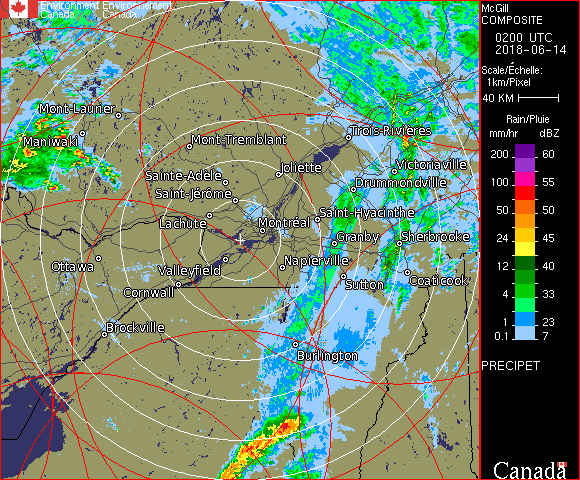 Environment Environnement
Canada Canada
McGill
COMPOSITE
0200 UTC
2018-06-14
Scale/Échelle:
1km/Pixel
40 KM
Rain/Pluie
mm/hr dBZ
200 60
100 55
50 50
24 45
12 40
4 33
1 23
0.1 7
PRECIPET
Canada
Mont-Laurier
Maniwaki
Mont-Tremblant
Trois-Rivières
Sainte-Adèle
Joliette
Victoriaville
Drummondville
Saint-Jérôme
Lachute
Montréal
Saint-Hyacinthe
Granby
Sherbrooke
Ottawa
Valleyfield
Napierville
Cornwall
Sutton
Coaticook
Brockville
Burlington